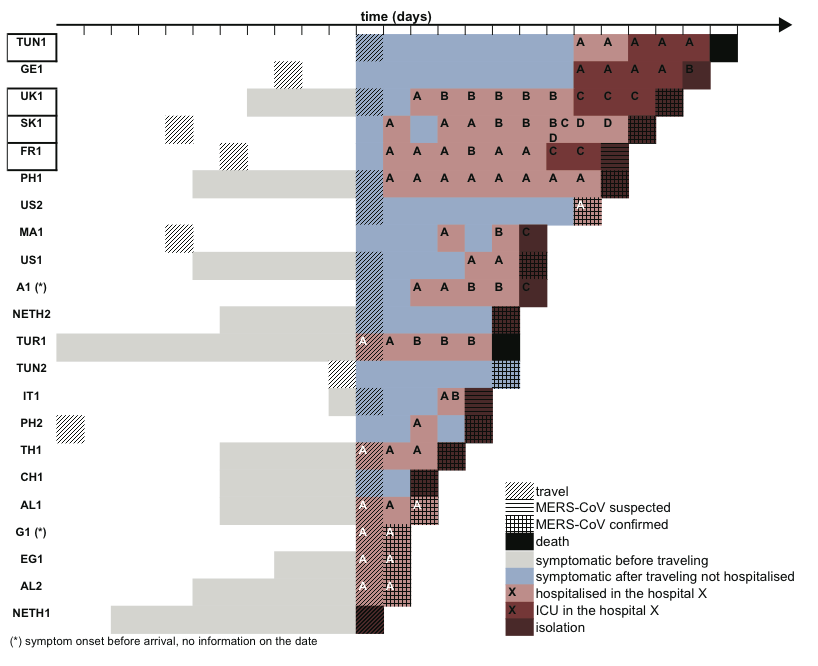 time (days)
TUN1 A A A A A
GE1 A A A A B
UK1 A B B B B B C C C
SK1 A A A B B B C D D
D
FR1 A A A B A A C C
PH1 A A A A A A A A
US2 A
MA1 A B C
US1 A A
A1 (*) A A B B C
NETH2
TUR1 A A B B B
TUN2
IT1 A B
PH2 A
TH1 A A A
CH1
AL1 A A A
G1 (*) A A
EG1 A A
AL2 A A
NETH1
travel
MERS-CoV suspected
MERS-CoV confirmed
death
symptomatic before traveling
symptomatic after traveling not hospitalised
X hospitalised in the hospital X
X ICU in the hospital X
isolation
(*) symptom onset before arrival, no information on the date